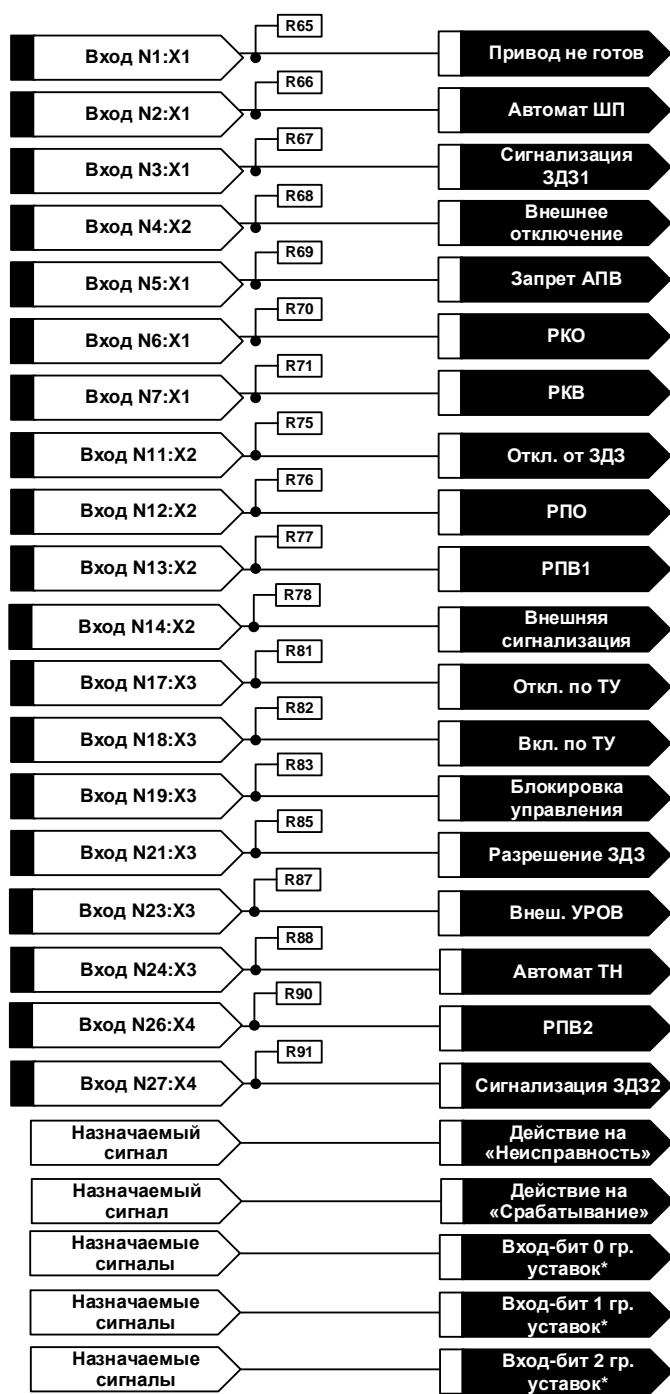 R65
Вход N1:X1
Привод не готов
R66
Вход N2:X1
Автомат ШП
R67
Вход N3:X1
Сигнализация
ЗДЗ1
R68
Вход N4:X2
Внешнее
отключение
R69
Вход N5:X1
Запрет АПВ
R70
Вход N6:X1
РКО
R71
Вход N7:X1
РКВ
R75
Вход N11:X2
Откл. от ЗДЗ
R76
Вход N12:X2
РПО
R77
Вход N13:X2
РПВ1
R78
Вход N14:X2
Внешняя
сигнализация
R81
Вход N17:X3
Откл. по ТУ
R82
Вход N18:X3
Вкл. по ТУ
R83
Вход N19:X3
Блокировка
управления
R85
Вход N21:X3
Разрешение ЗДЗ
R87
Вход N23:X3
Внеш. УРОВ
R88
Вход N24:X3
Автомат ТН
R90
Вход N26:X4
РПВ2
R91
Вход N27:X4
Сигнализация ЗДЗ2
Назначаемый
сигнал
Действие на
«Неисправность»
Назначаемый
сигнал
Действие на
«Срабатывание»
Назначаемые
сигналы
Вход-бит 0 гр.
уставок*
Назначаемые
сигналы
Вход-бит 1 гр.
уставок*
Назначаемые
сигналы
Вход-бит 2 гр.
уставок*